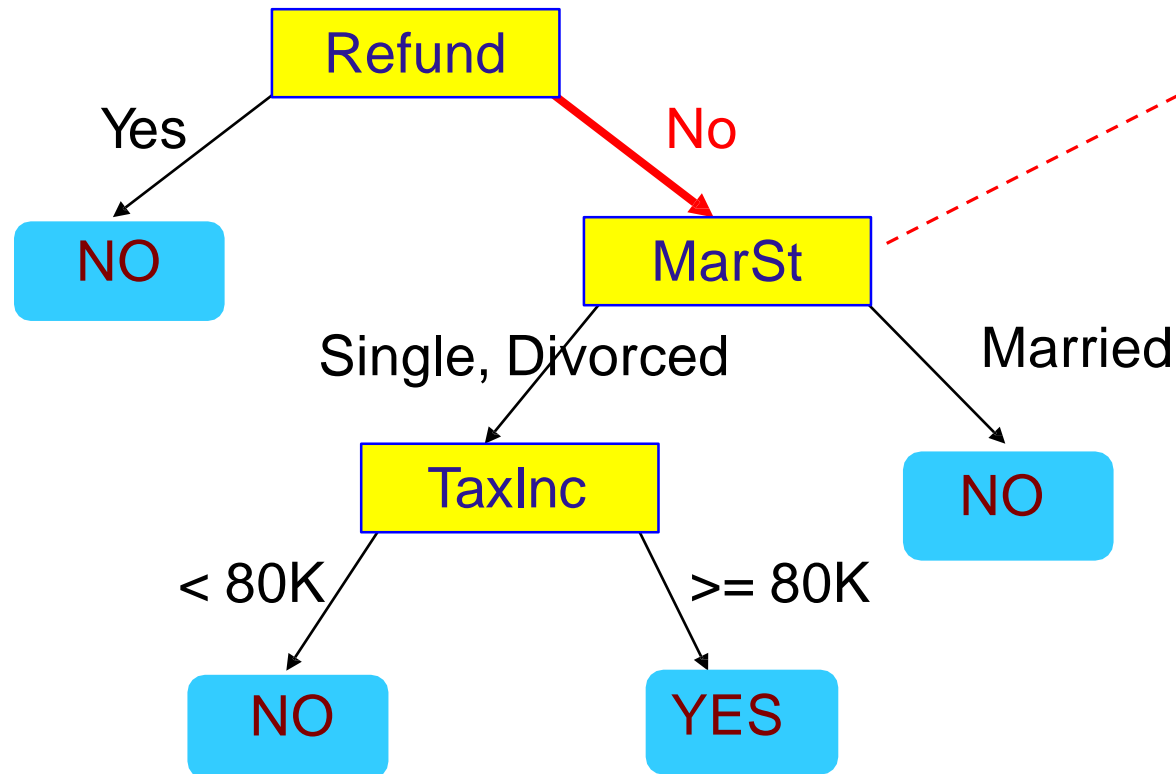 Refund
Yes
No
NO
MarSt
Single, Divorced
Married
TaxInc
NO
< 80K
>= 80K
NO
YES